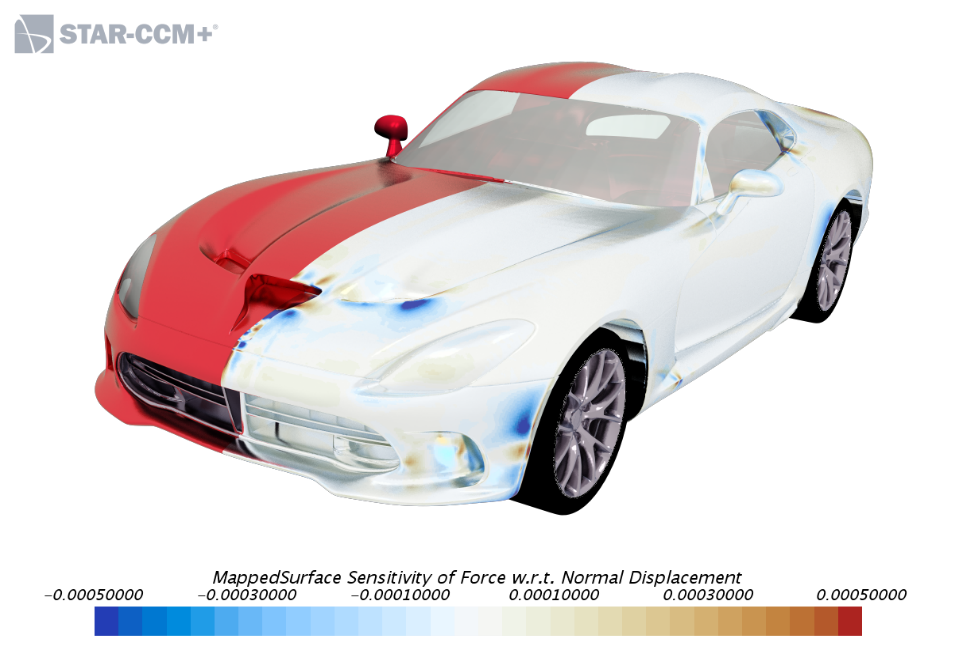 STAR-CCM+®
MappedSurface Sensitivity of Force w.r.t. Normal Displacement
-0.00050000 -0.00030000 -0.00010000 0.00010000 0.00030000 0.00050000